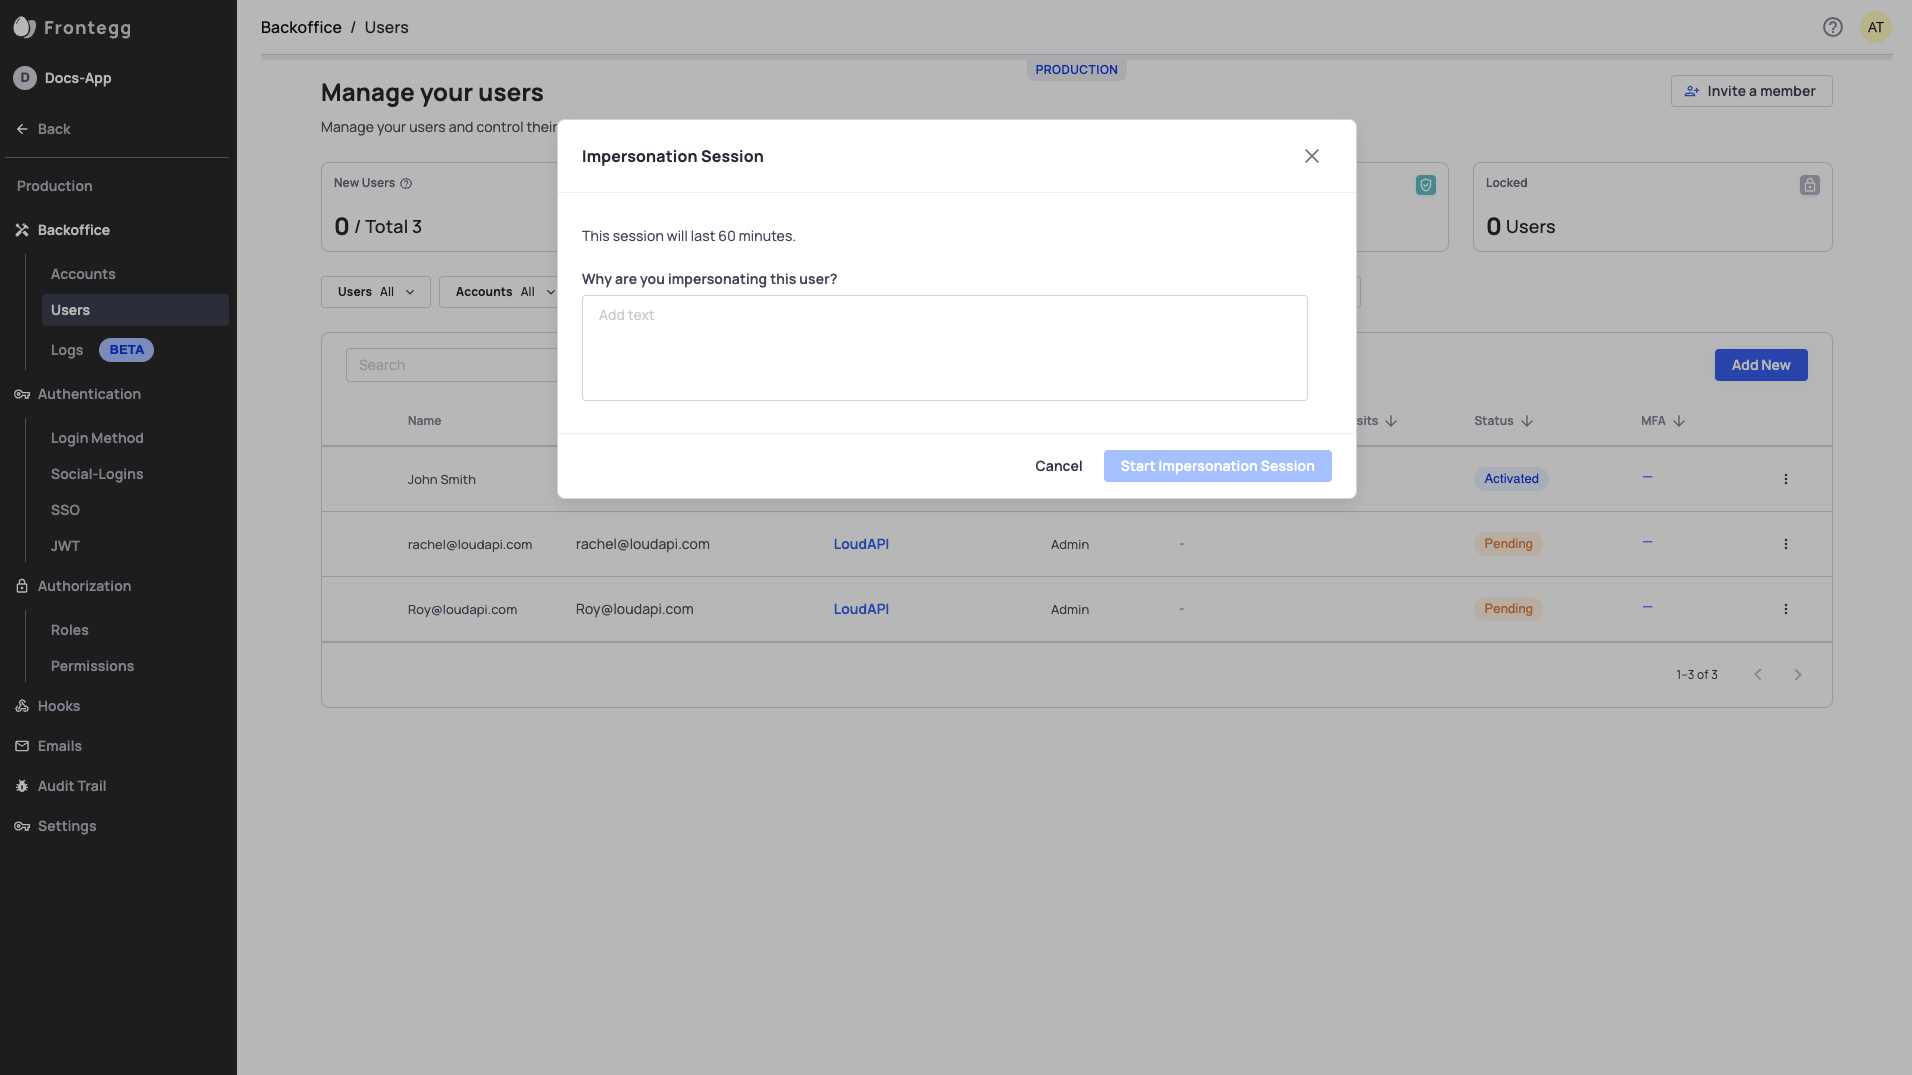 Frontegg
D Docs-App
Back
Production
Backoffice
Accounts
Users
Logs BETA
Authentication
Login Method
Social-Logins
SSO
JWT
Authorization
Roles
Permissions
Hooks
Emails
Audit Trail
Settings
Backoffice / Users
AT
PRODUCTION
Manage your users
Invite a member
Manage your users and control their
New Users
0 / Total 3
Locked
0 Users
Users All
Accounts All
Search
Add New
Name
Status
MFA
John Smith
Activated
rachel@loudapi.com rachel@loudapi.com LoudAPI Admin - Pending
Roy@loudapi.com Roy@loudapi.com LoudAPI Admin - Pending
1–3 of 3
Impersonation Session
This session will last 60 minutes.
Why are you impersonating this user?
Add text
Cancel
Start Impersonation Session